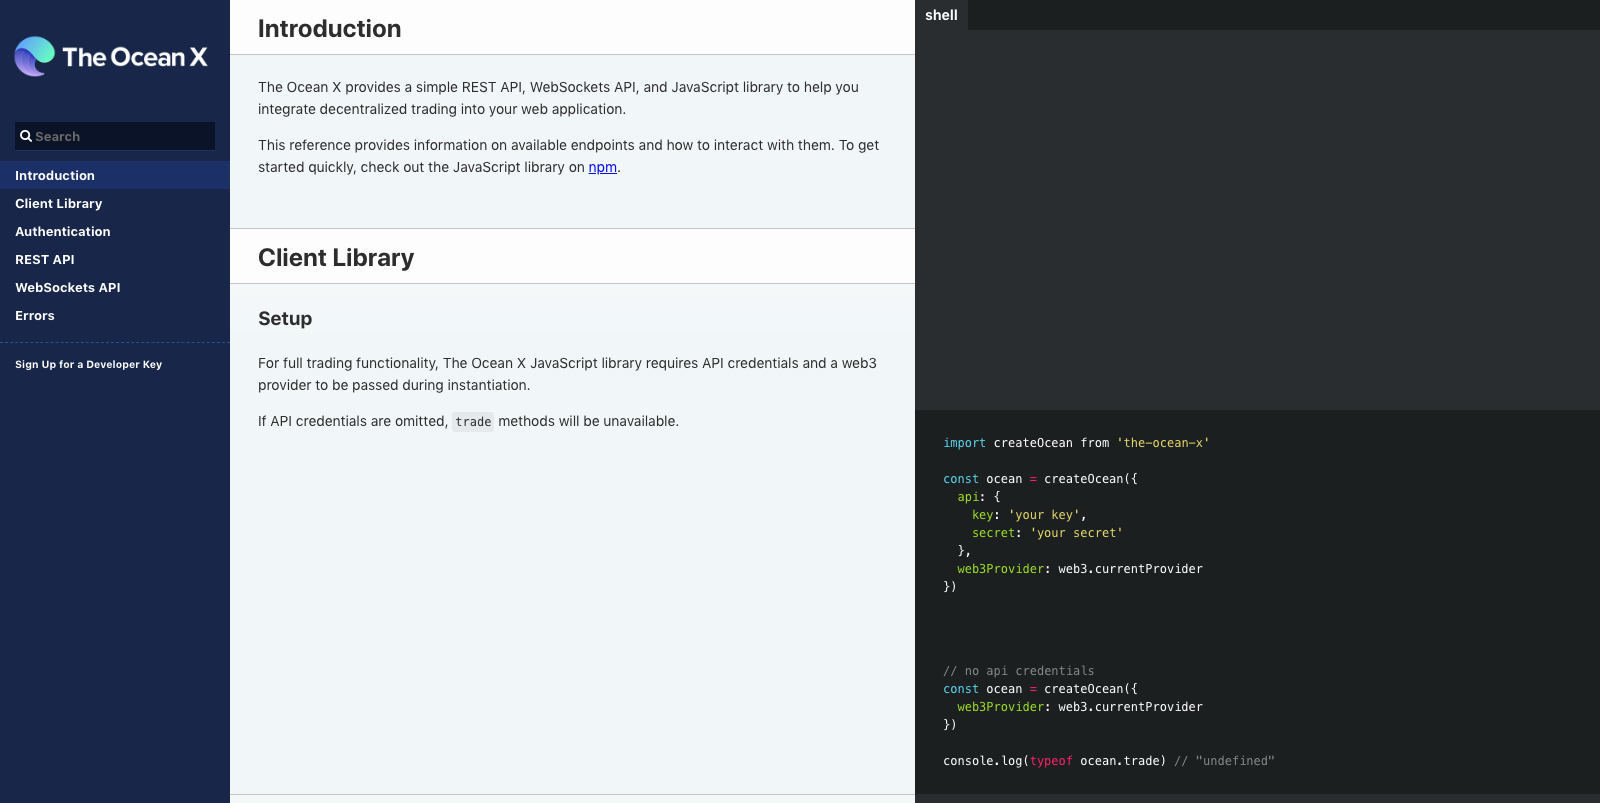 The Ocean X
Search
Introduction
Client Library
Authentication
REST API
WebSockets API
Errors
Sign Up for a Developer Key
Introduction
The Ocean X provides a simple REST API, WebSockets API, and JavaScript library to help you
integrate decentralized trading into your web application.
This reference provides information on available endpoints and how to interact with them. To get
started quickly, check out the JavaScript library on npm.
Client Library
Setup
For full trading functionality, The Ocean X JavaScript library requires API credentials and a web3
provider to be passed during instantiation.
If API credentials are omitted, trade methods will be unavailable.
shell
import createOcean from 'the-ocean-x'
const ocean = createOcean({
  api: {
    key: 'your key',
    secret: 'your secret'
  },
  web3Provider: web3.currentProvider
})
// no api credentials
const ocean = createOcean({
  web3Provider: web3.currentProvider
})
console.log(typeof ocean.trade) // "undefined"